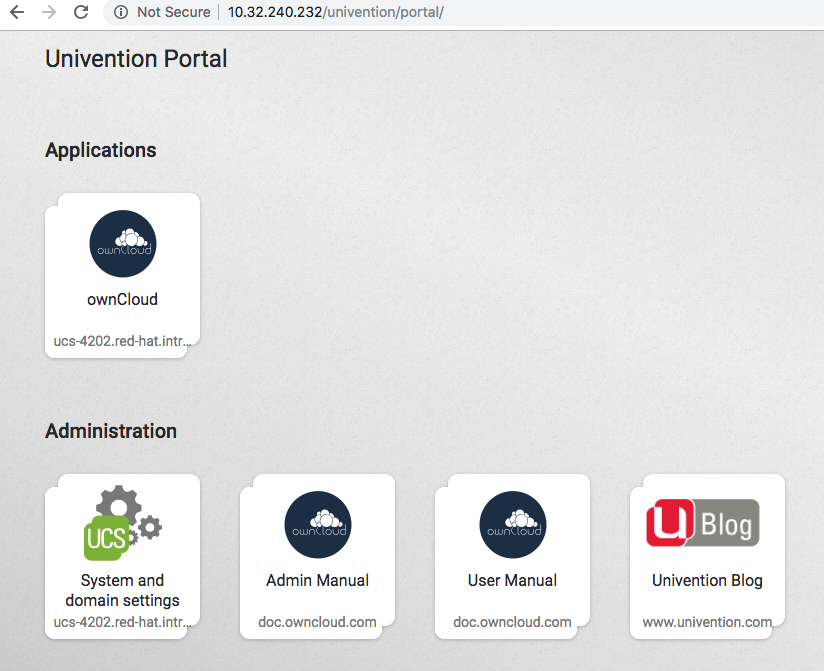 Not Secure 10.32.240.232/univention/portal/
Univention Portal
Applications
ownCloud
ownCloud
ucs-4202.red-hat.intr...
Administration
UCS
System and
domain settings
ucs-4202.red-hat.intr...
ownCloud
Admin Manual
doc.owncloud.com
ownCloud
User Manual
doc.owncloud.com
U Blog
Univention Blog
www.univention.com